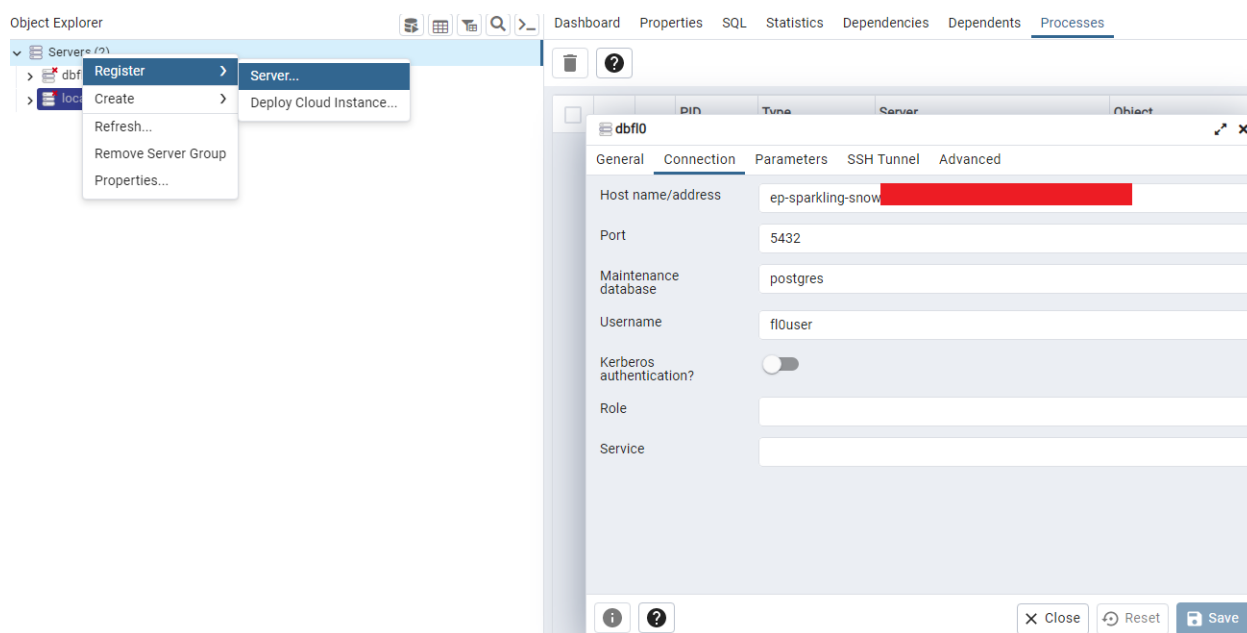 Object Explorer
Dashboard Properties SQL Statistics Dependencies Dependents Processes
Servers (2)
dbfl
loca
Register
Create
Refresh...
Remove Server Group
Properties...
Server...
Deploy Cloud Instance...
PID Type Server Object
dbfl0
General Connection Parameters SSH Tunnel Advanced
Host name/address
ep-sparkling-snow
Port
5432
Maintenance
database
postgres
Username
fl0user
Kerberos
authentication?
Role
Service
Close Reset Save